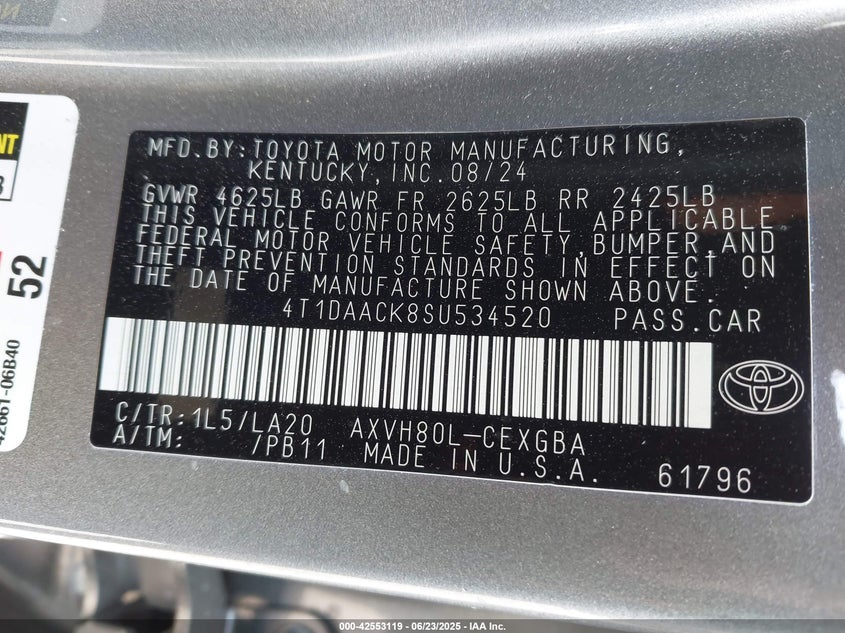 NT
52
42661-06B40
MFD.BY:TOYOTA MOTOR MANUFACTURING,
KENTUCKY,INC.08/24
GVWR 4625LB GAWR FR 2625LB RR 2425LB
THIS VEHICLE CONFORMS TO ALL APPLICABLE
FEDERAL MOTOR VEHICLE SAFETY,BUMPER,AND
THEFT PREVENTION STANDARDS IN EFFECT ON
THE DATE OF MANUFACTURE SHOWN ABOVE.
4T1DAACK8SU534520 PASS.CAR
C/TR:1L5/LA20 AXVH80L-CEXGBA
A/TM: /PB11 MADE IN U.S.A. 61796
000-42553119 - 06/23/2025 - IAA Inc.